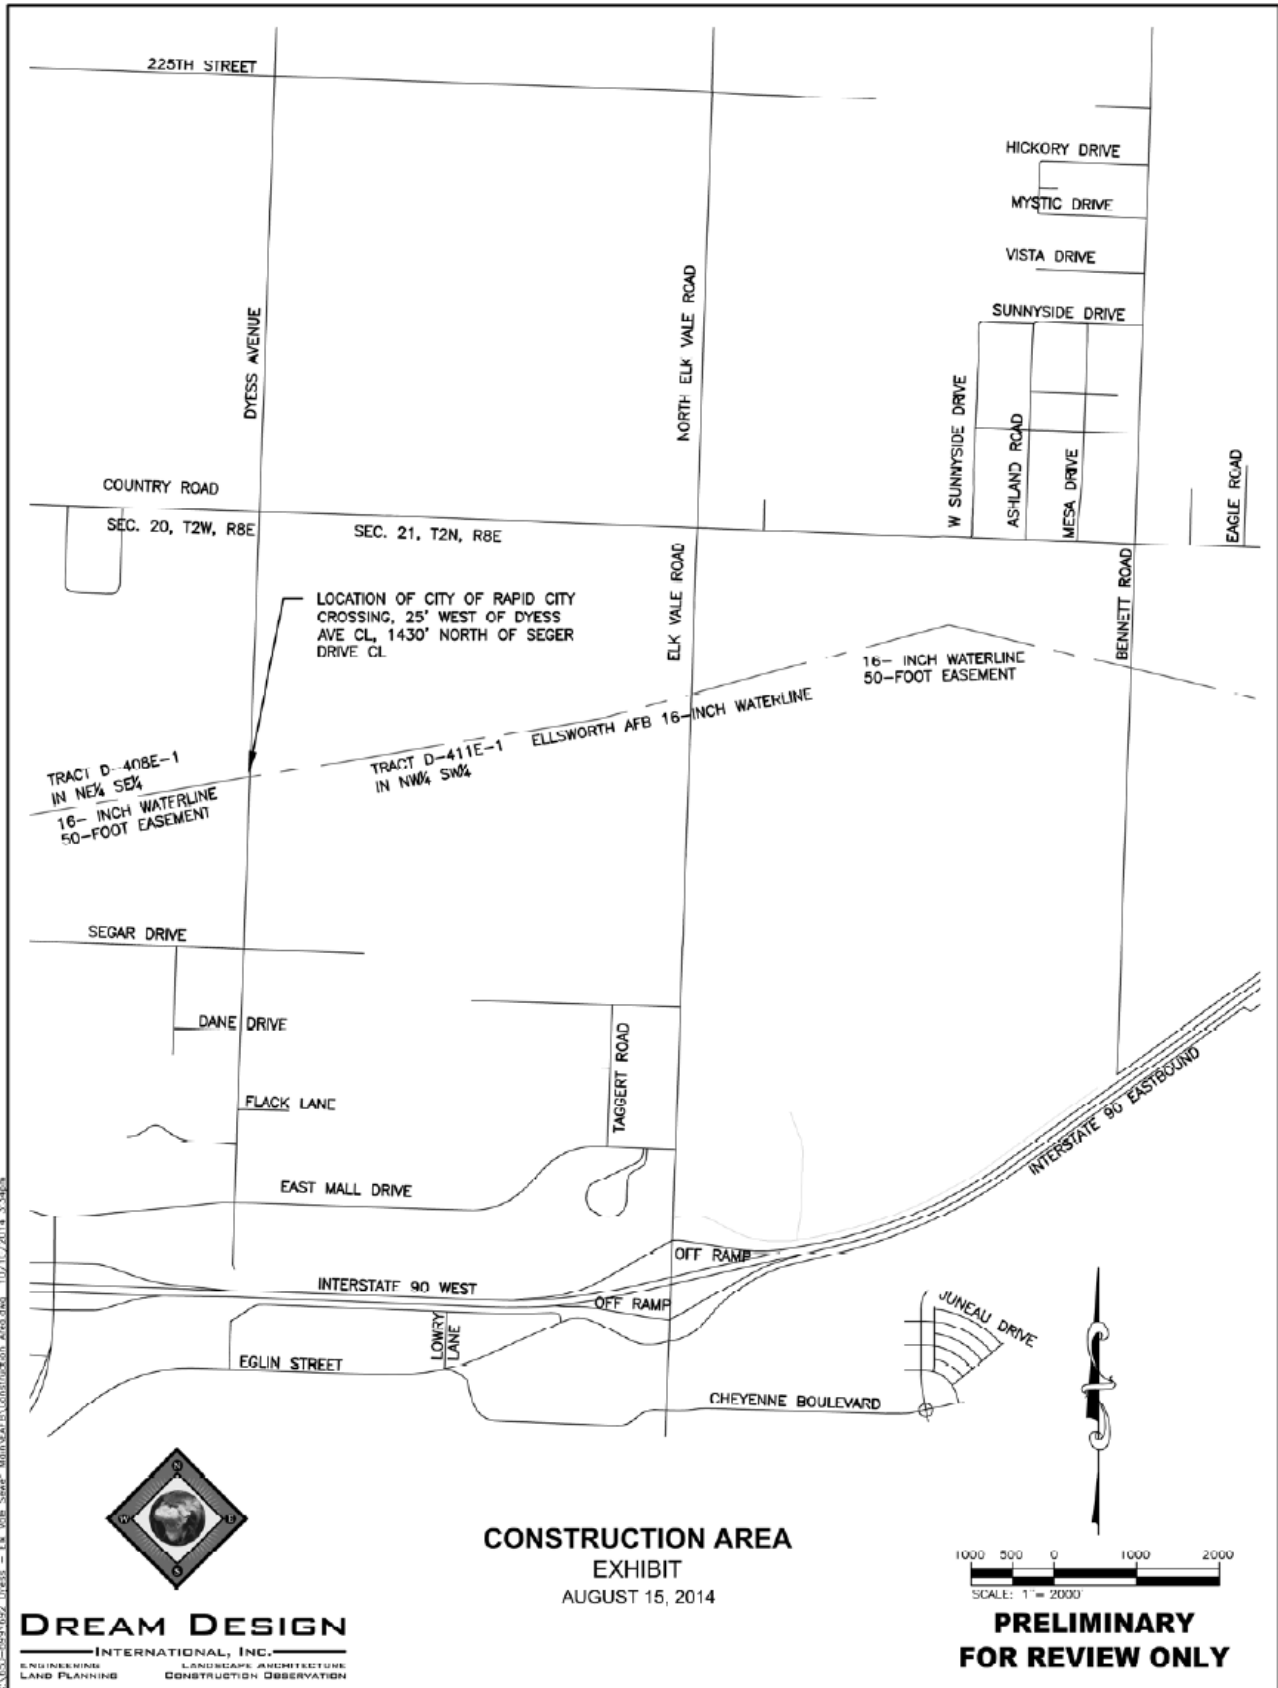 225TH STREET
HICKORY DRIVE
MYSTIC DRIVE
VISTA DRIVE
SUNNYSIDE DRIVE
DYESS AVENUE
NORTH ELK VALE ROAD
W SUNNYSIDE DRIVE
ASHLAND ROAD
MESA DRIVE
EAGLE ROAD
COUNTRY ROAD
SEC. 20, T2W, R8E
SEC. 21, T2N, R8E
ELK VALE ROAD
BENNETT ROAD
LOCATION OF CITY OF RAPID CITY
CROSSING, 25' WEST OF DYESS
AVE CL, 1430' NORTH OF SEGER
DRIVE CL
16- INCH WATERLINE
50-FOOT EASEMENT
ELLSWORTH AFB 16-INCH WATERLINE
TRACT D-411E-1
IN NW¼ SW¼
TRACT D-408E-1
IN NE¼ SE¼
16- INCH WATERLINE
50-FOOT EASEMENT
SEGAR DRIVE
DANE DRIVE
FLACK LANE
TAGGERT ROAD
INTERSTATE 90 EASTBOUND
EAST MALL DRIVE
OFF RAMP
INTERSTATE 90 WEST
OFF RAMP
LOWRY
LANE
JUNEAU DRIVE
EGLIN STREET
CHEYENNE BOULEVARD
N
W
E
S
CONSTRUCTION AREA
EXHIBIT
AUGUST 15, 2014
1000 500 0 1000 2000
SCALE: 1"= 2000'
DREAM DESIGN
INTERNATIONAL, INC.
ENGINEERING
LAND PLANNING
LANDSCAPE ARCHITECTURE
CONSTRUCTION OBSERVATION
PRELIMINARY
FOR REVIEW ONLY